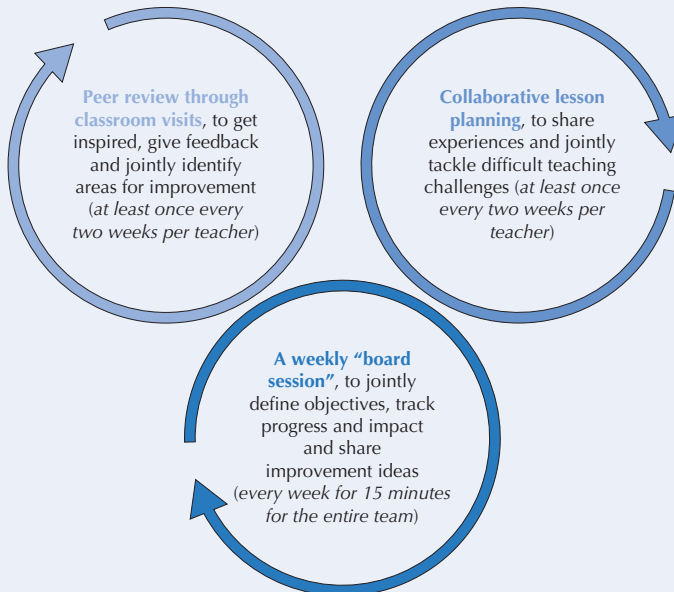 Peer review through
classroom visits, to get
inspired, give feedback
and jointly identify
areas for improvement
(at least once every
two weeks per teacher)
Collaborative lesson
planning, to share
experiences and jointly
tackle difficult teaching
challenges (at least once
every two weeks per
teacher)
A weekly “board
session”, to jointly
define objectives, track
progress and impact
and share
improvement ideas
(every week for 15 minutes
for the entire team)